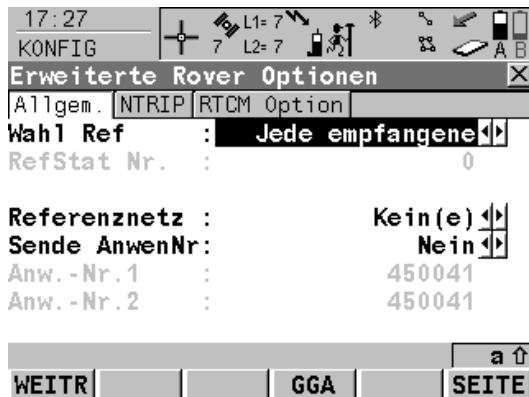 17:27
KONFIG
L1= 7
7 L2= 7
A B
Erweiterte Rover Optionen
Allgem. NTRIP RTCM Option
Wahl Ref : Jede empfangene
RefStat Nr. : 0
Referenznetz : Kein(e)
Sende AnwenNr: Nein
Anw.-Nr.1 : 450041
Anw.-Nr.2 : 450041
a
WEITR GGA SEITE